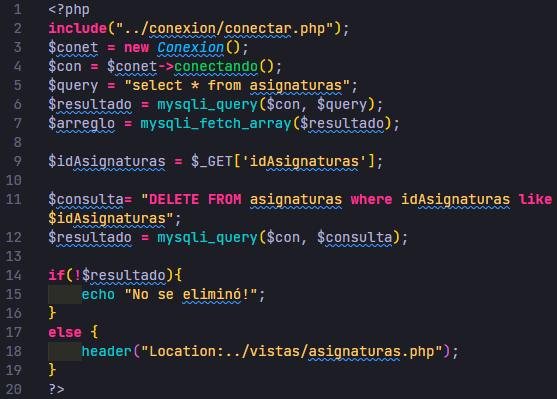 1 <?php
2 include("../conexion/conectar.php");
3 $conet = new Conexion();
4 $con = $conet->conectando();
5 $query = "select * from asignaturas";
6 $resultado = mysqli_query($con, $query);
7 $arreglo = mysqli_fetch_array($resultado);
8
9 $idAsignaturas = $_GET['idAsignaturas'];
10
11 $consulta= "DELETE FROM asignaturas where idAsignaturas like
$idAsignaturas";
12 $resultado = mysqli_query($con, $consulta);
13
14 if(!$resultado){
15     echo "No se eliminó!";
16 }
17 else {
18     header("Location:../vistas/asignaturas.php");
19 }
20 ?>